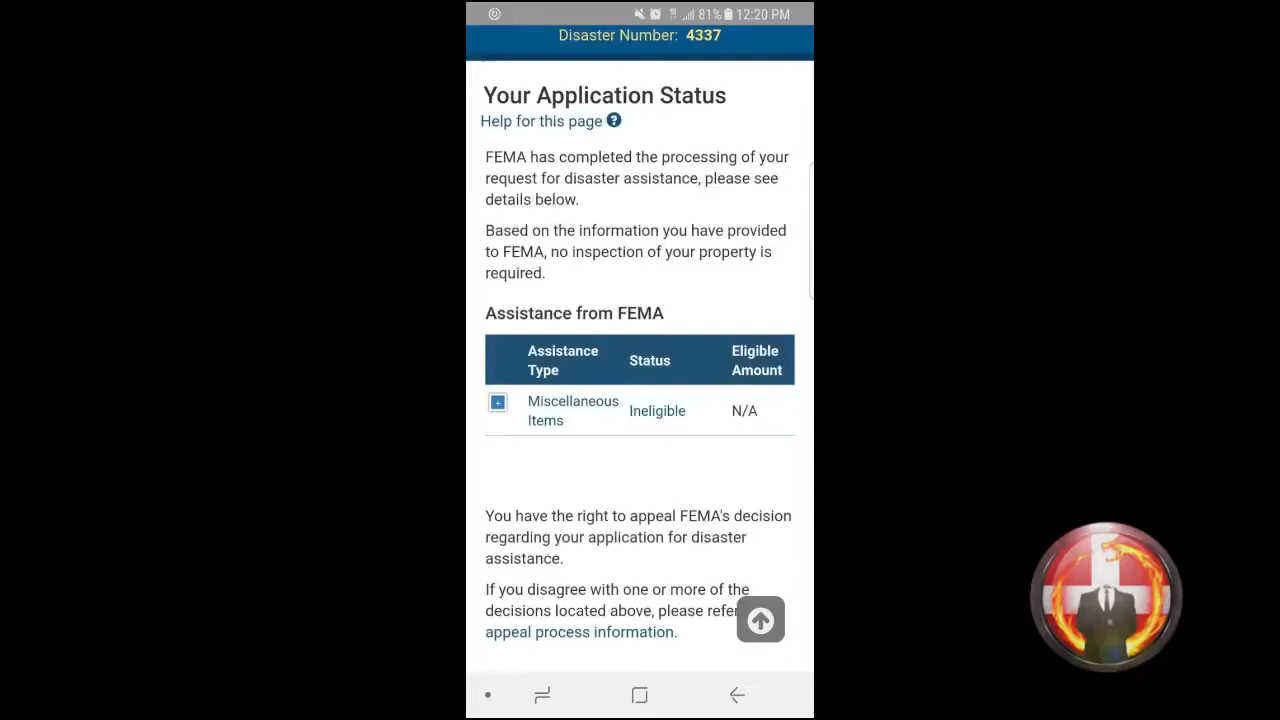 81% 12:20 PM
Disaster Number: 4337
Your Application Status
Help for this page ?
FEMA has completed the processing of your
request for disaster assistance, please see
details below.
Based on the information you have provided
to FEMA, no inspection of your property is
required.
Assistance from FEMA
Assistance Type Status Eligible Amount
+ Miscellaneous Items Ineligible N/A
You have the right to appeal FEMA's decision
regarding your application for disaster
assistance.
If you disagree with one or more of the
decisions located above, please refer
appeal process information.